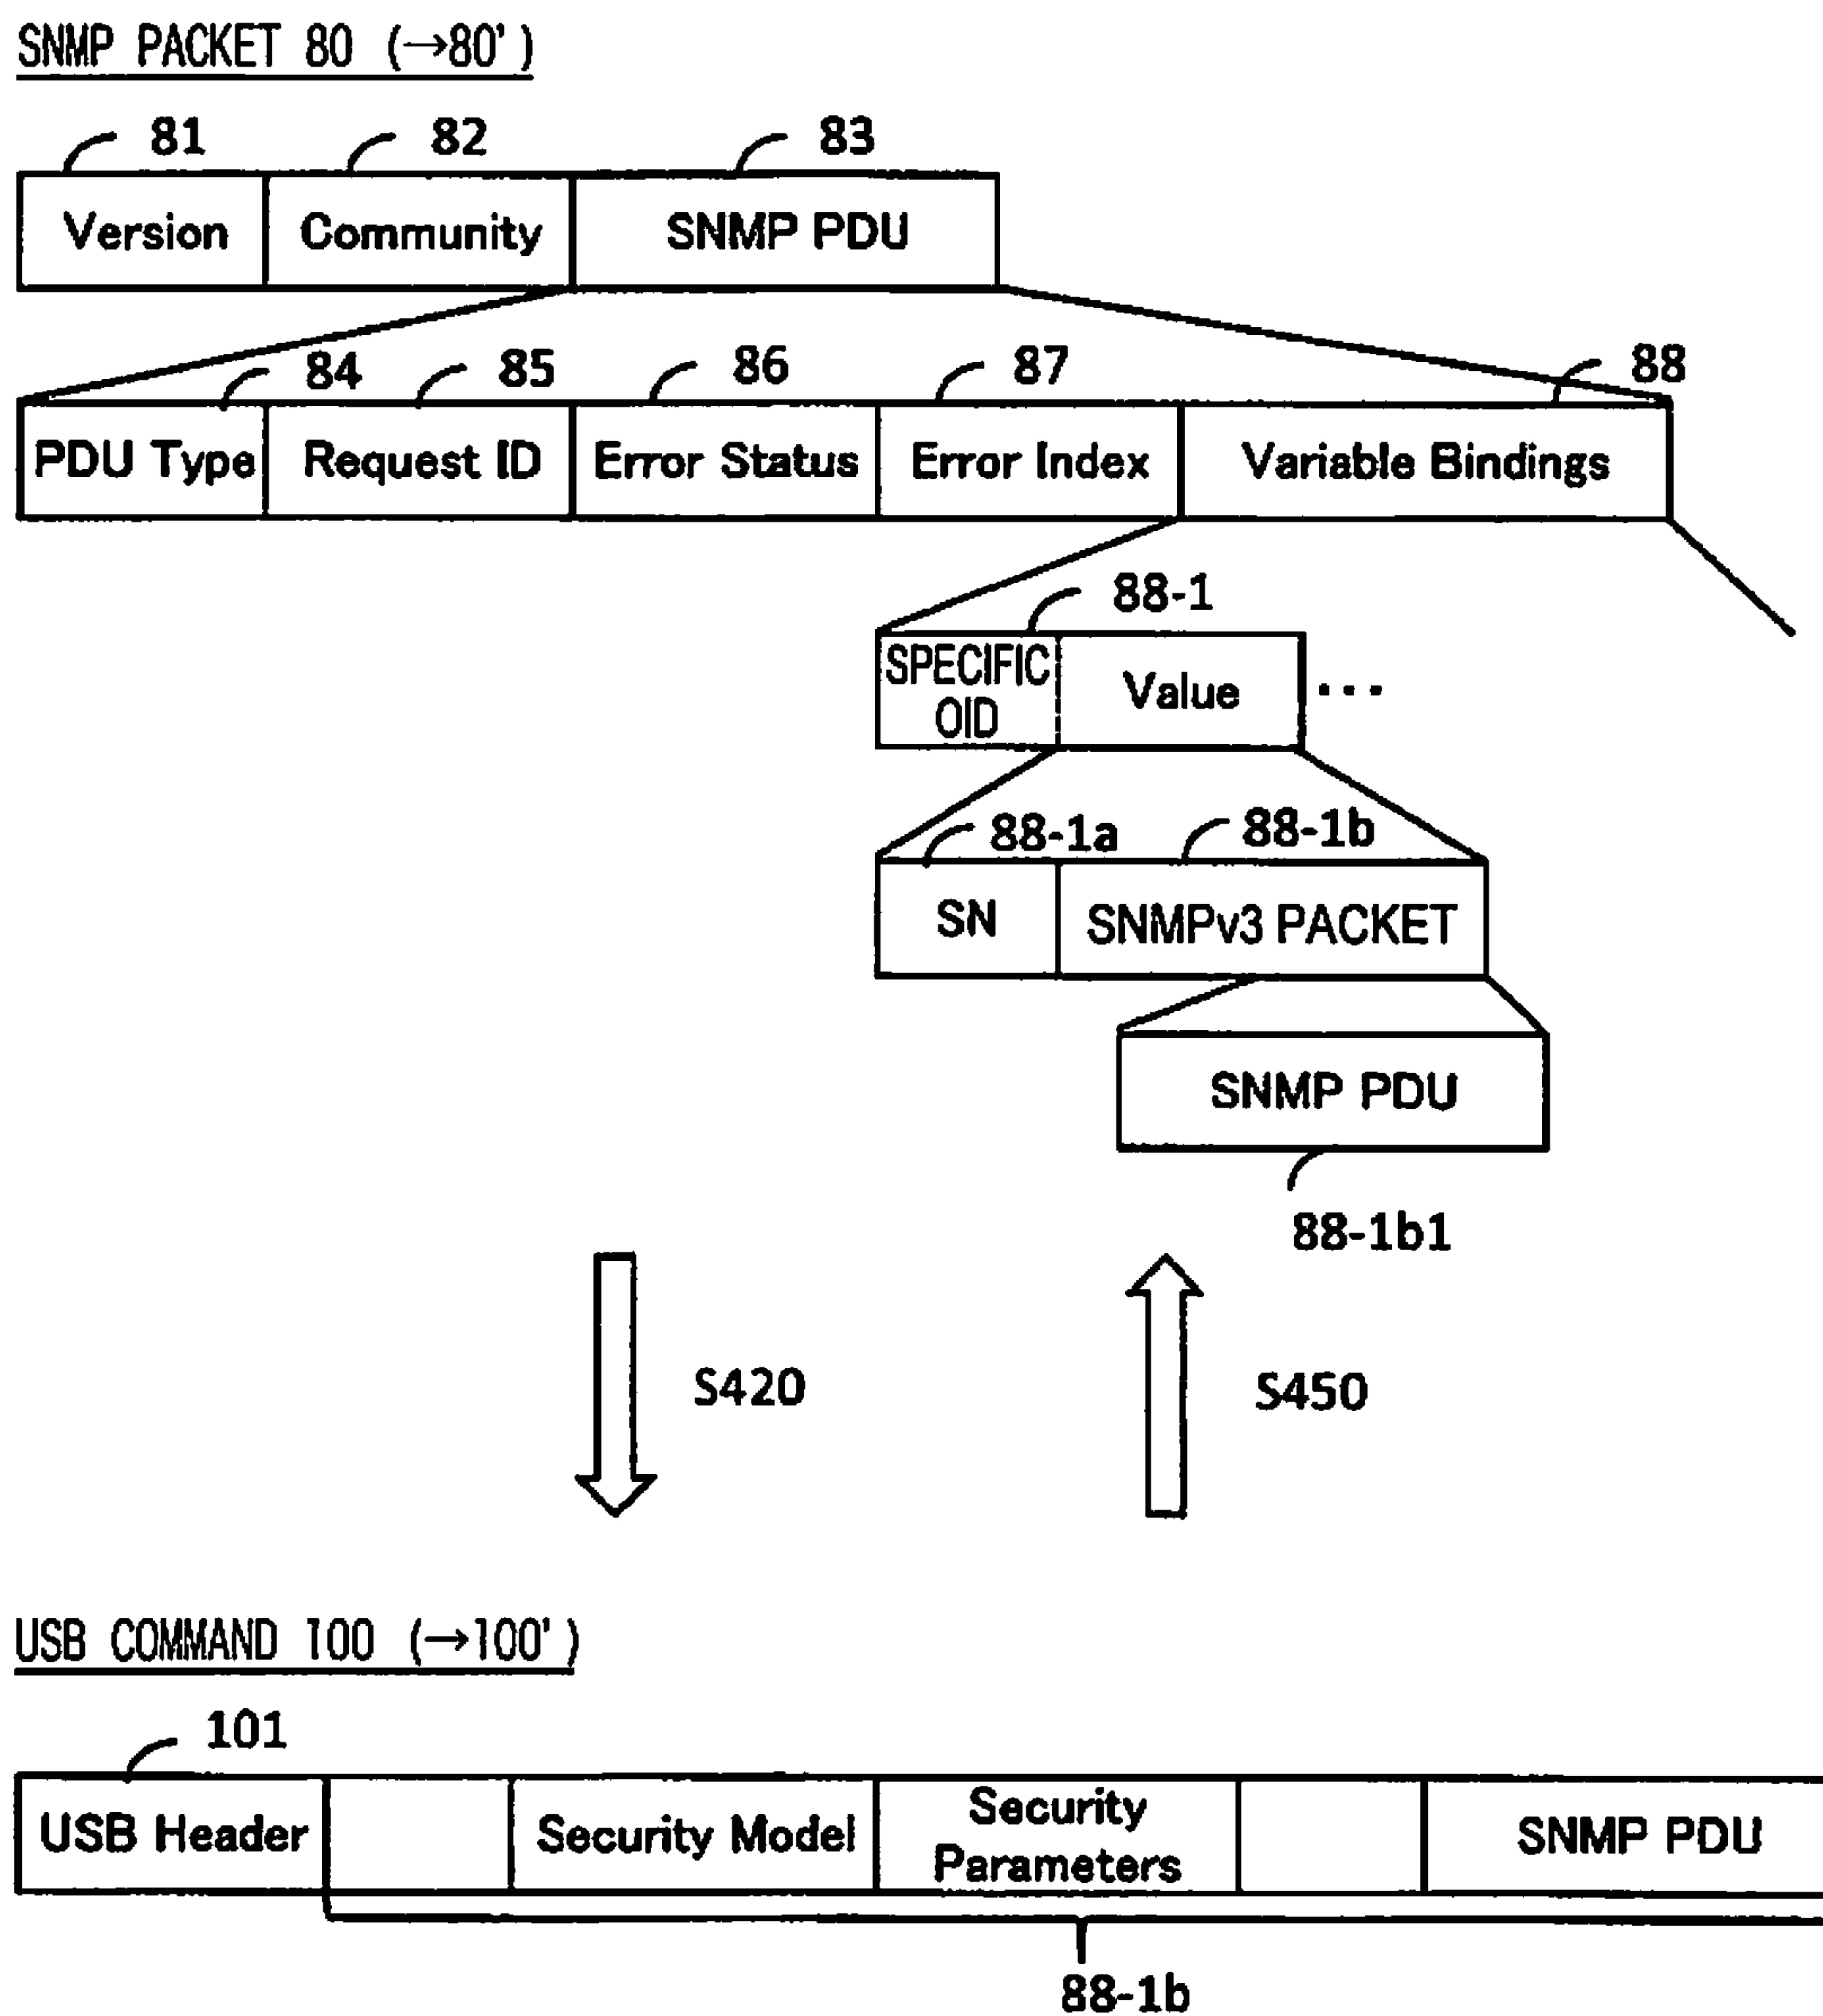 SNMP PACKET 80 (→80')
81 82 83
Version Community SNMP PDU
84 85 86 87 88
PDU Type Request ID Error Status Error Index Variable Bindings
88-1
SPECIFIC
OID
Value ...
88-1a 88-1b
SN SNMPv3 PACKET
SNMP PDU
88-1b1
S420 S450
USB COMMAND 100 (→100')
101
USB Header Security Model Security
Parameters
SNMP PDU
88-1b